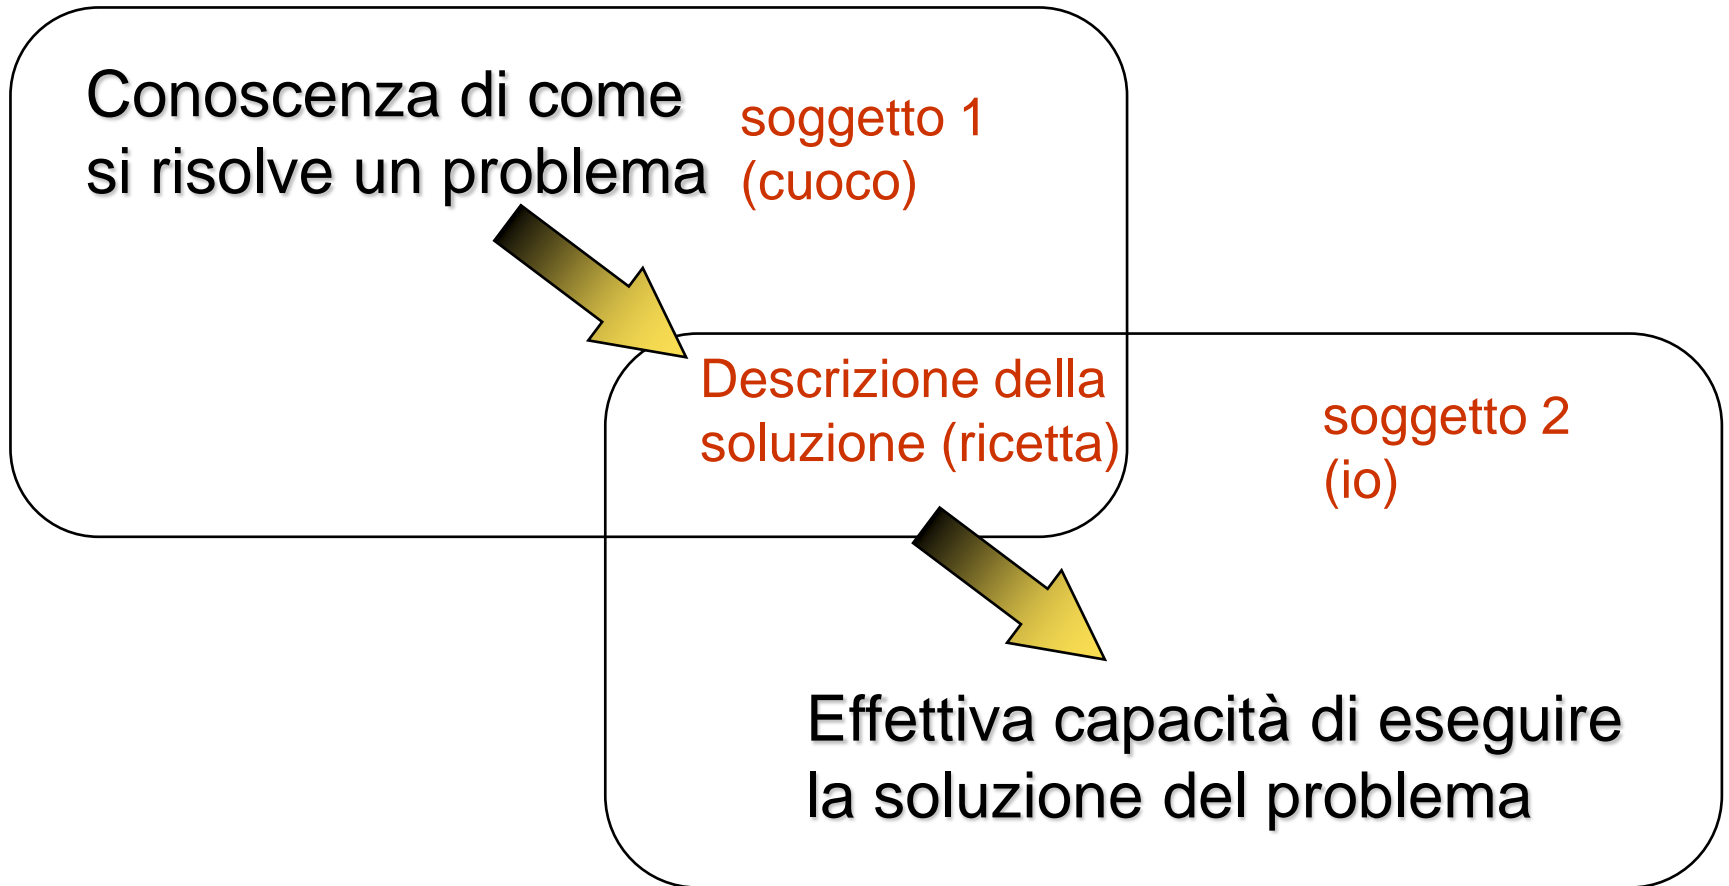 Conoscenza di come
si risolve un problema
soggetto 1
(cuoco)
Descrizione della
soluzione (ricetta)
soggetto 2
(io)
Effettiva capacità di eseguire
la soluzione del problema